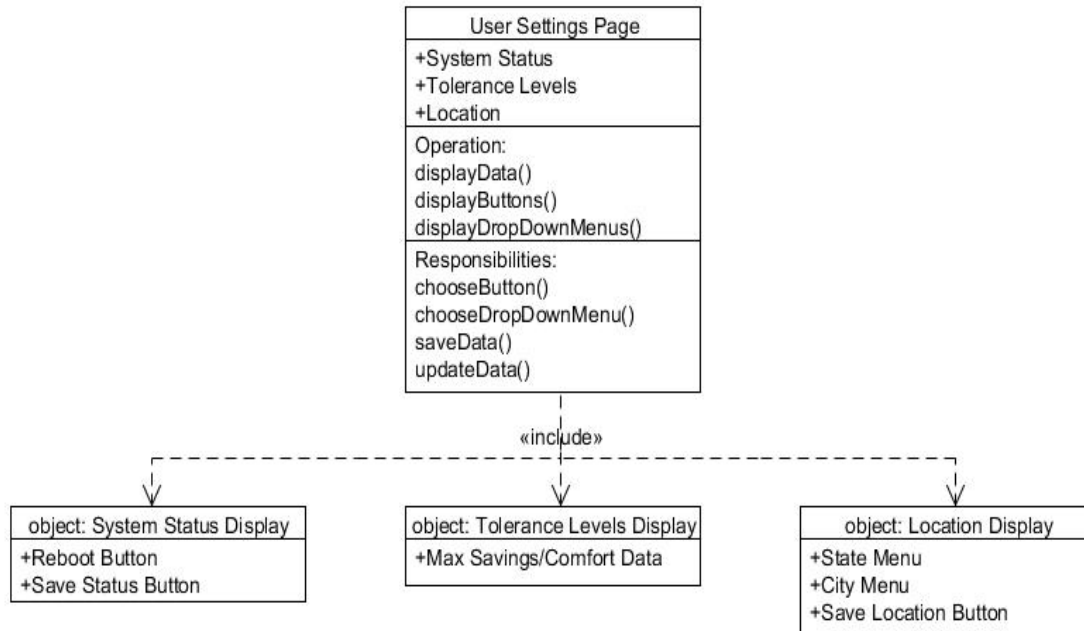 User Settings Page
+System Status
+Tolerance Levels
+Location
Operation:
displayData()
displayButtons()
displayDropDownMenus()
Responsibilities:
chooseButton()
chooseDropDownMenu()
saveData()
updateData()
«include»
object: System Status Display
+Reboot Button
+Save Status Button
object: Tolerance Levels Display
+Max Savings/Comfort Data
object: Location Display
+State Menu
+City Menu
+Save Location Button